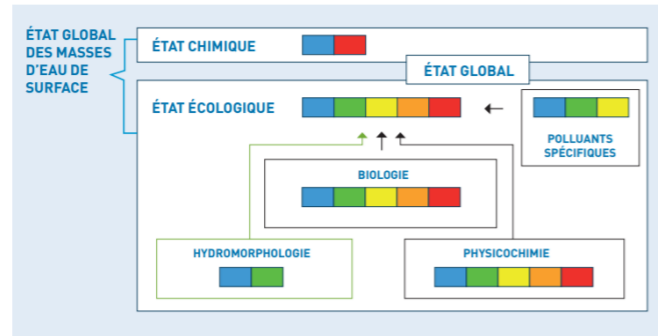 ÉTAT GLOBAL
DES MASSES
D'EAU DE
SURFACE
ÉTAT CHIMIQUE
ÉTAT GLOBAL
ÉTAT ÉCOLOGIQUE
POLLUANTS
SPÉCIFIQUES
BIOLOGIE
HYDROMORPHOLOGIE
PHYSICOCHIMIE